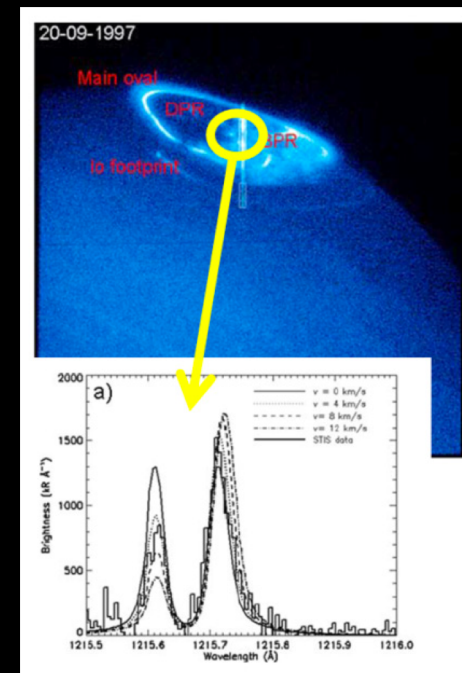 20-09-1997
Main oval
DPR
SPR
Io footprint
a)
v = 0 km/s
v = 4 km/s
v= 8 km/s
v= 12 km/s
STIS data
2000
1500
1000
500
0
Brightness (kR Å⁻¹)
1215.5 1215.6 1215.7 1215.8 1215.9 1216.0
Wavelength (Å)